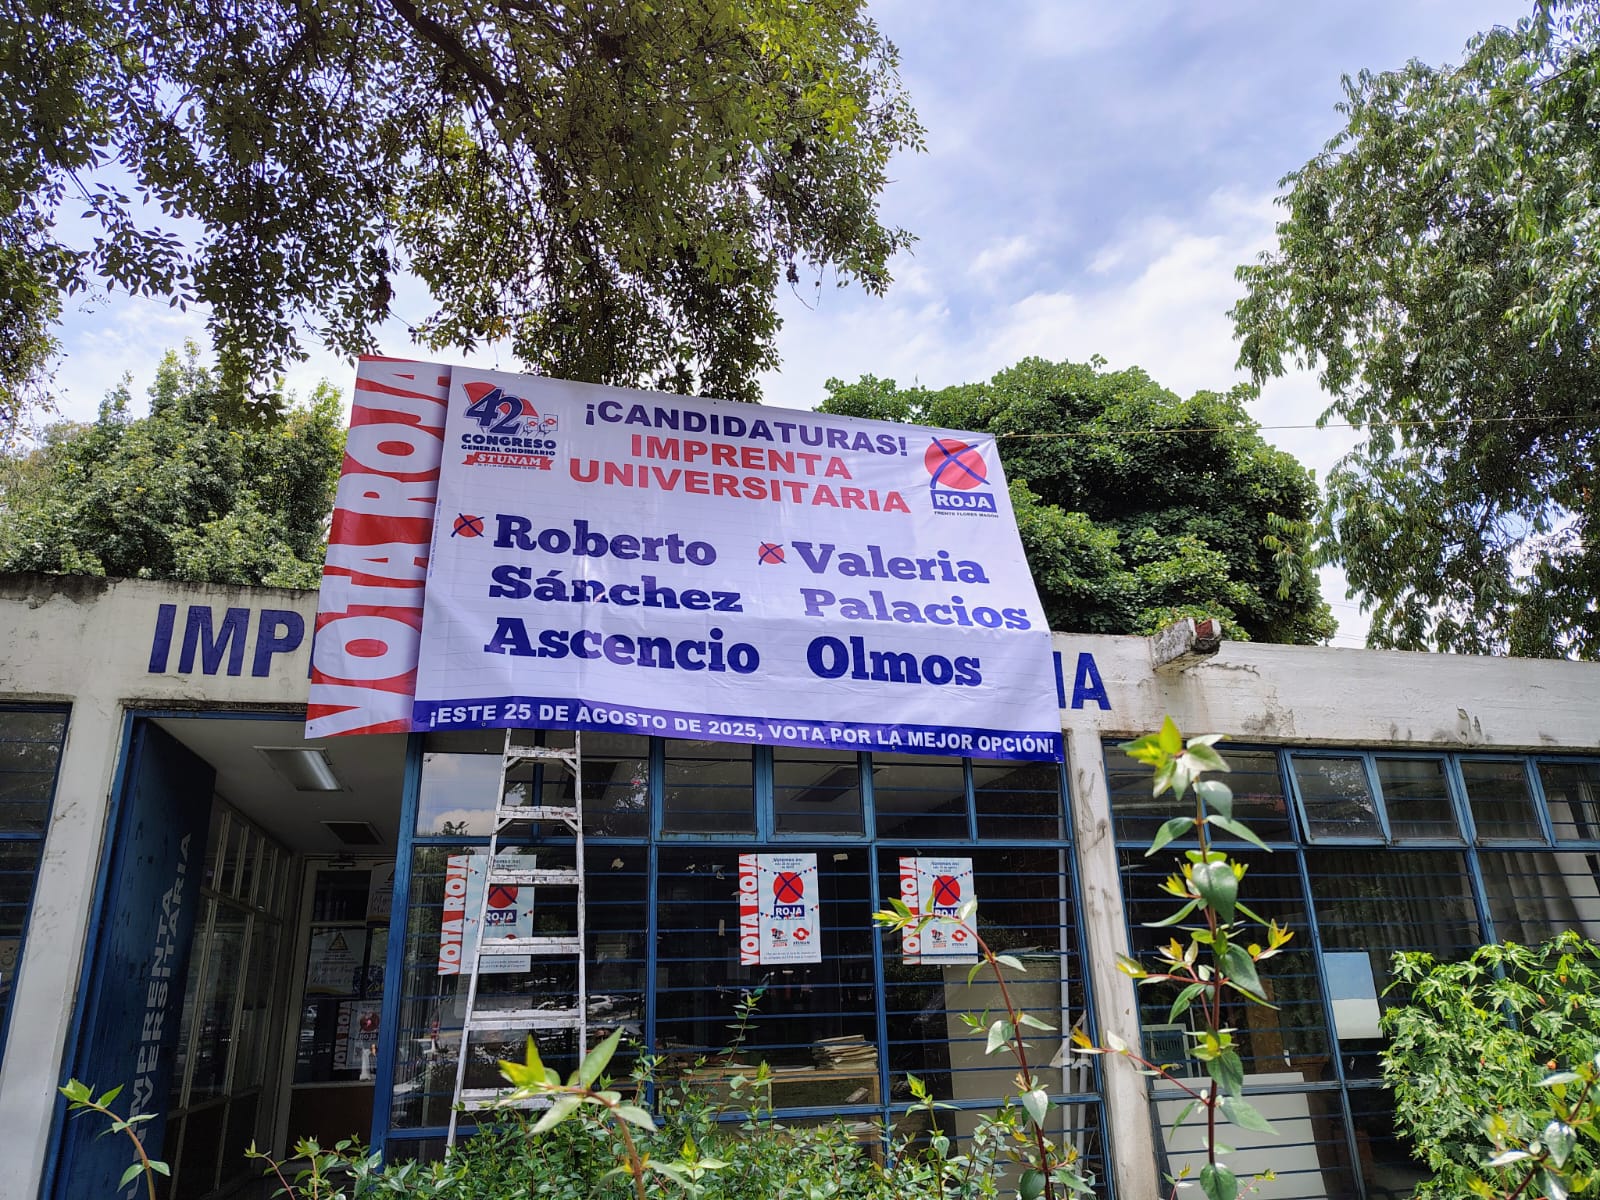 VOTA ROJA
42
CONGRESO
GENERAL ORDINARIO
STUNAM
¡CANDIDATURAS!
IMPRENTA
UNIVERSITARIA
ROJA
FRENTE FLORES MAGÓN
Roberto
Sánchez
Ascencio
Valeria
Palacios
Olmos
¡ESTE 25 DE AGOSTO DE 2025, VOTA POR LA MEJOR OPCIÓN!
IMP
IA
IMPRENTA
UNIVERSITARIA
VOTA ROJA
ROJA
VOTA ROJA
ROJA
STUNAM
VOTA ROJA
ROJA
STUNAM